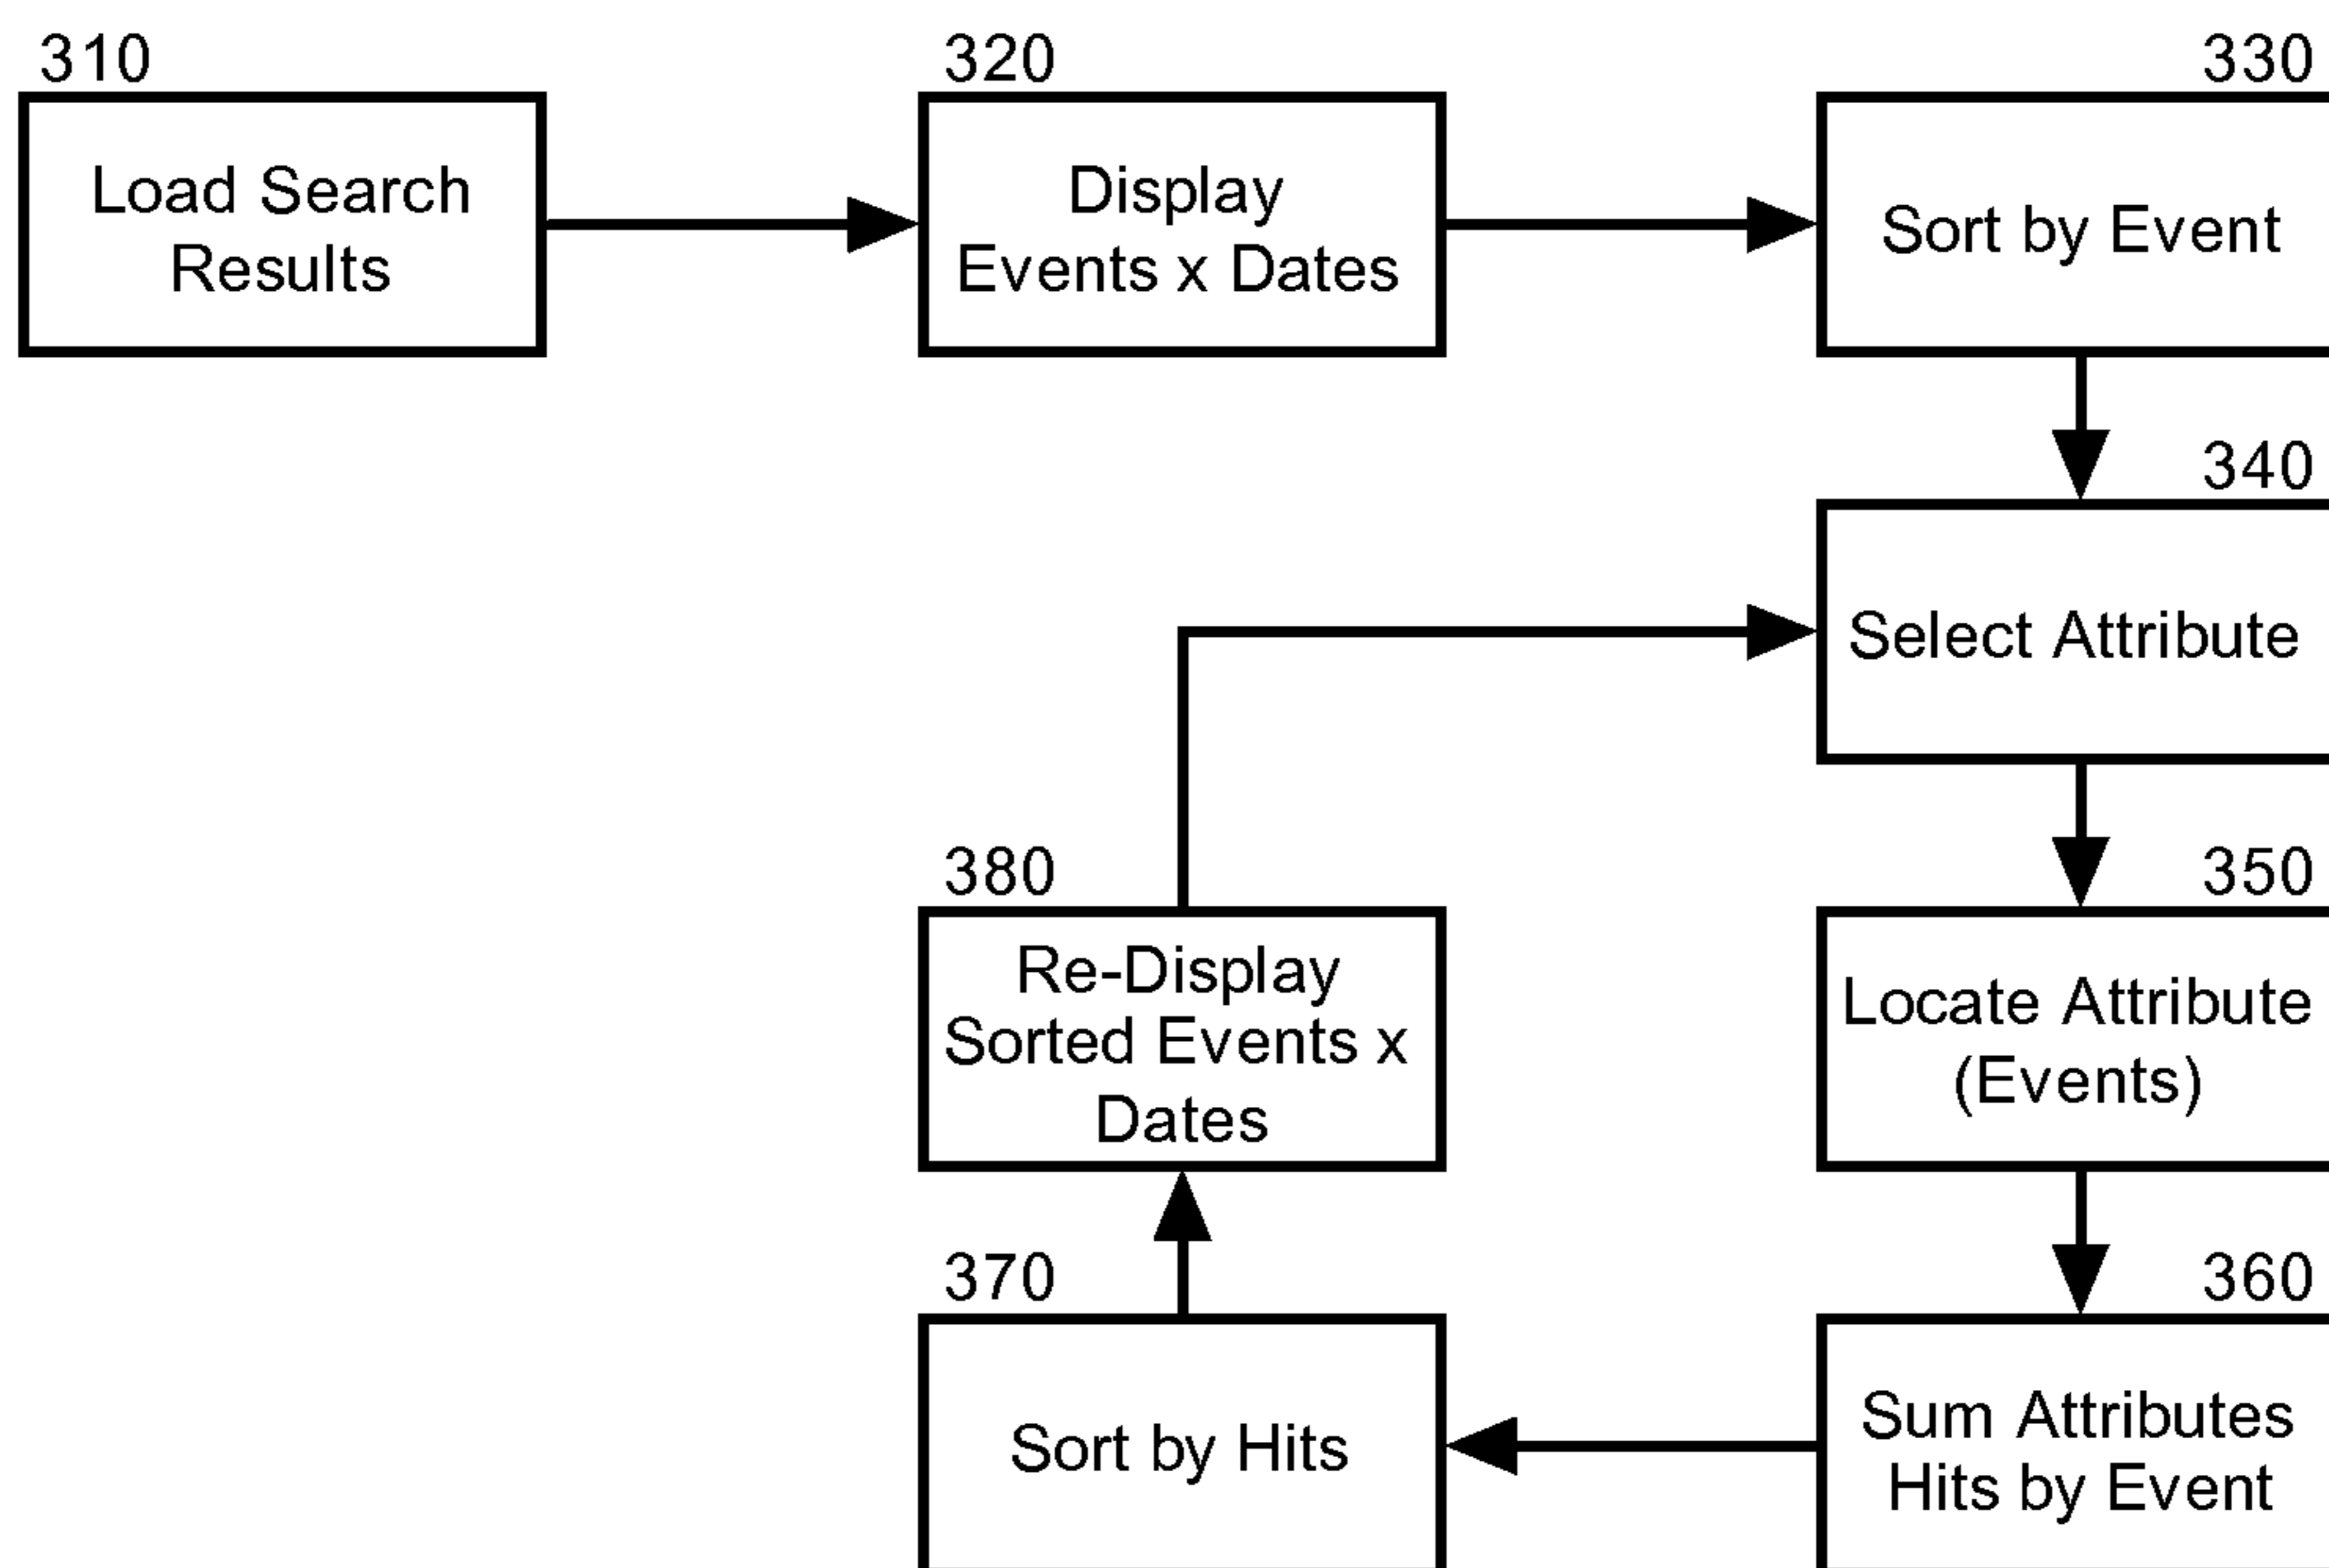 310
Load Search
Results
320
Display
Events x Dates
330
Sort by Event
340
Select Attribute
350
Locate Attribute
(Events)
360
Sum Attributes
Hits by Event
370
Sort by Hits
380
Re-Display
Sorted Events x
Dates